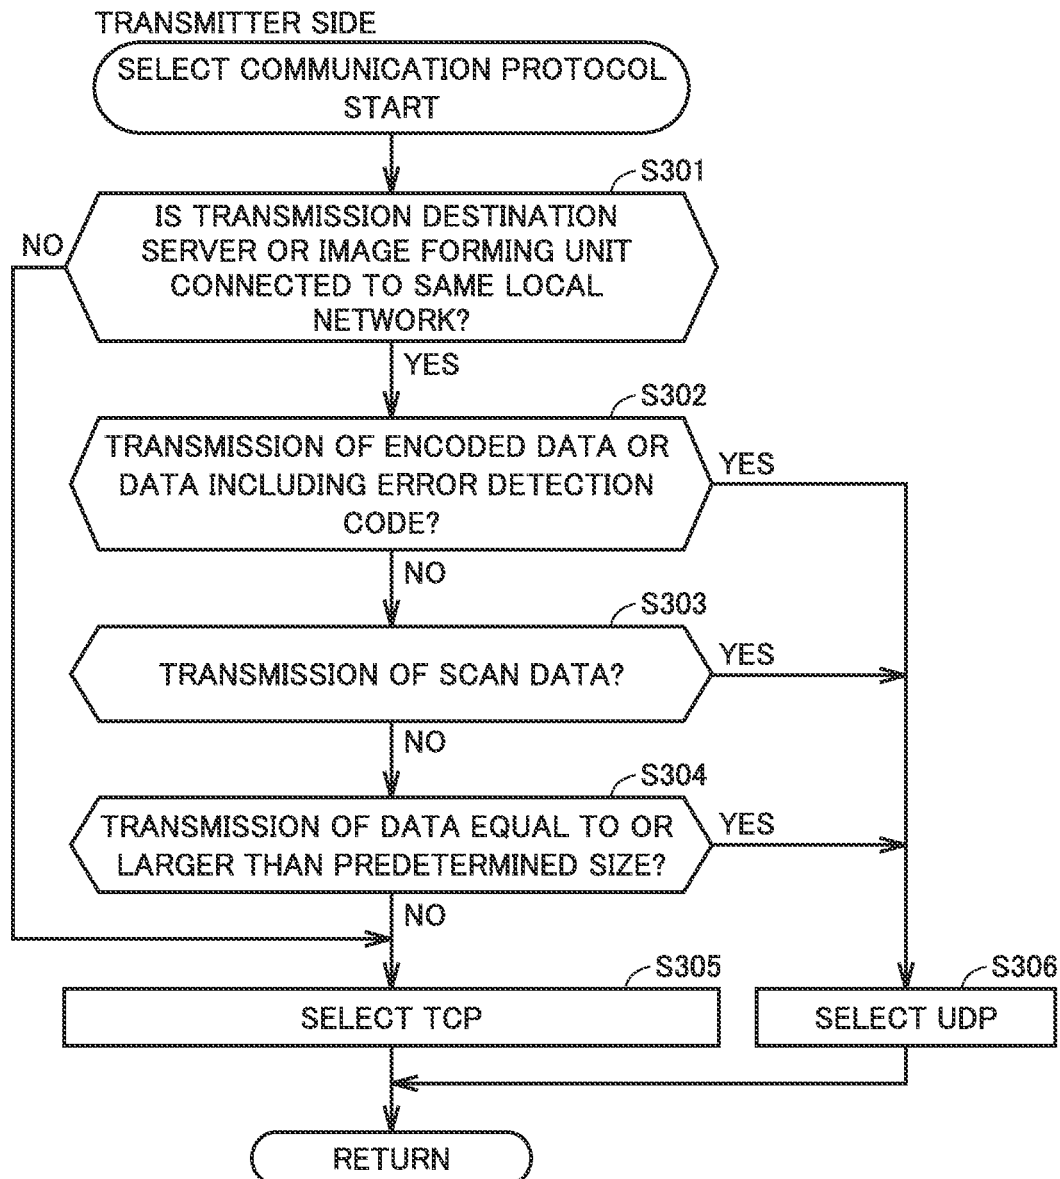 TRANSMITTER SIDE
SELECT COMMUNICATION PROTOCOL
START
S301
IS TRANSMISSION DESTINATION
SERVER OR IMAGE FORMING UNIT
CONNECTED TO SAME LOCAL
NETWORK?
NO
YES
S302
TRANSMISSION OF ENCODED DATA OR
DATA INCLUDING ERROR DETECTION
CODE?
YES
NO
S303
TRANSMISSION OF SCAN DATA?
YES
NO
S304
TRANSMISSION OF DATA EQUAL TO OR
LARGER THAN PREDETERMINED SIZE?
YES
NO
S305
SELECT TCP
S306
SELECT UDP
RETURN